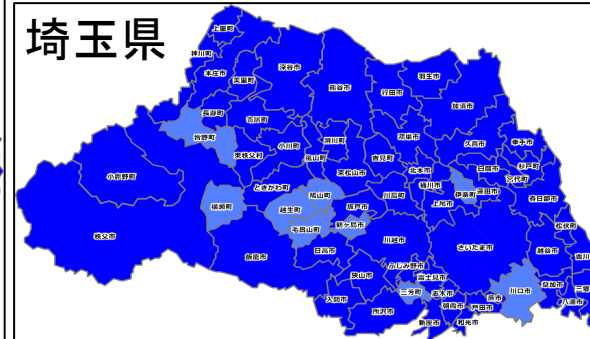 埼玉県
上里町
神川町
本庄市
美里町
深谷市
熊谷市
行田市
羽生市
加須市
長瀞町
皆野町
寄居町
小川町
嵐山町
滑川町
東秩父村
東松山市
吉見町
鴻巣市
北本市
桶川市
久喜市
幸手市
杉戸町
宮代町
白岡市
蓮田市
伊奈町
上尾市
春日部市
松伏町
小鹿野町
秩父市
横瀬町
ときがわ町
鳩山町
越生町
毛呂山町
坂戸市
鶴ヶ島市
川島町
川越市
さいたま市
越谷市
吉川市
飯能市
日高市
狭山市
入間市
所沢市
ふじみ野市
富士見市
三芳町
志木市
朝霞市
新座市
和光市
戸田市
蕨市
川口市
草加市
八潮市
三郷